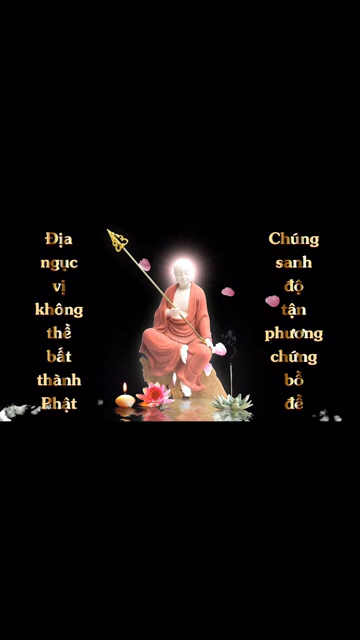 Địa
ngục
vị
không
thề
bất
thành
Phật
Chúng
sanh
độ
tận
phương
chứng
bồ
đề